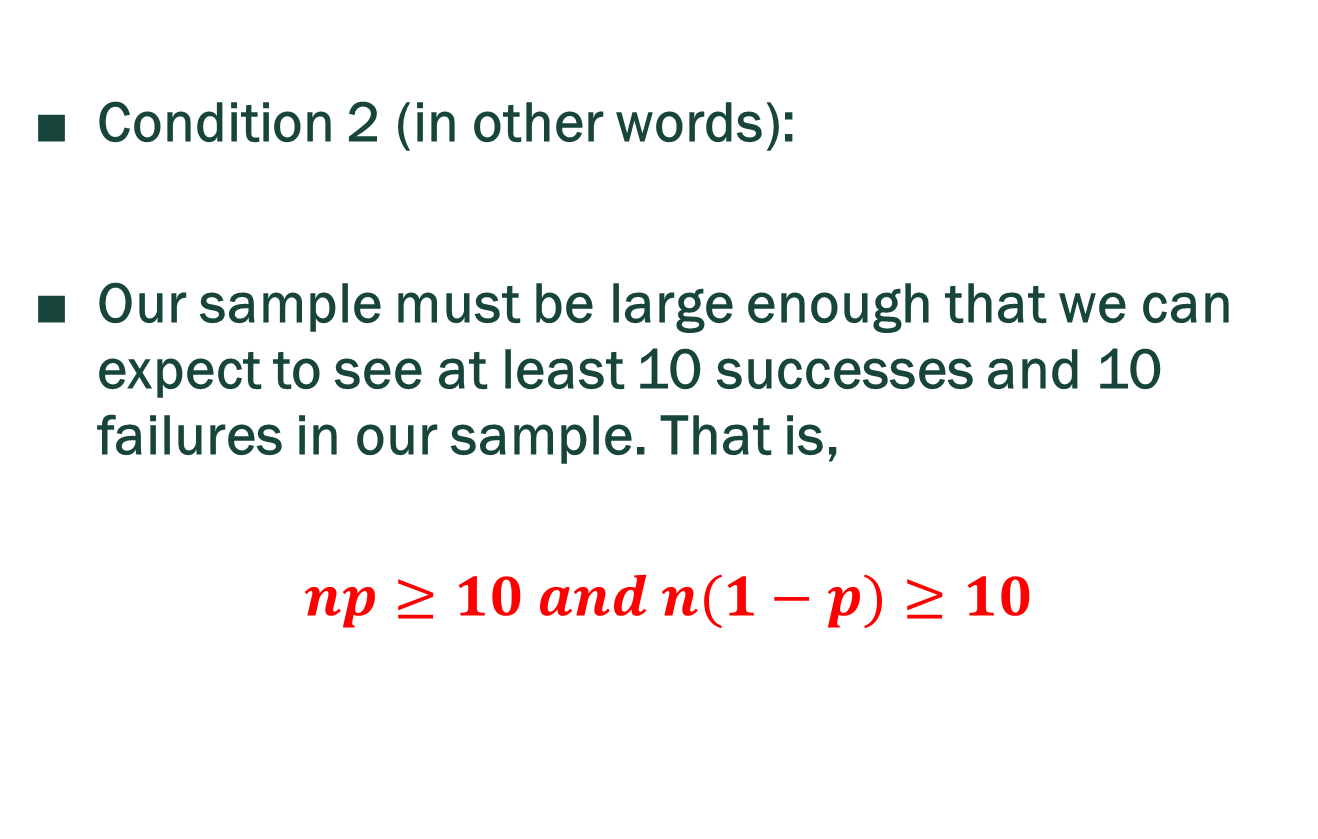 ■ Condition 2 (in other words):
■ Our sample must be large enough that we can
expect to see at least 10 successes and 10
failures in our sample. That is,
np ≥ 10 and n(1 − p) ≥ 10